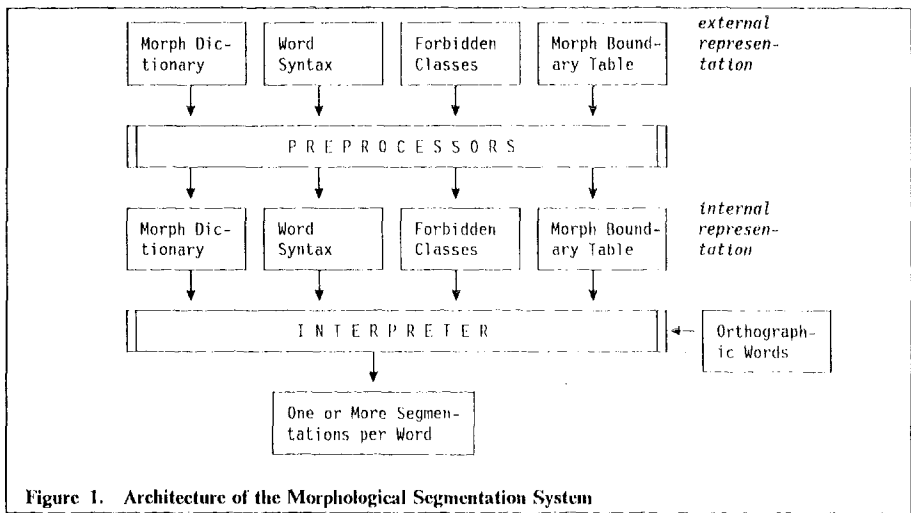 Morph Dic-
tionary
Word
Syntax
Forbidden
Classes
Morph Bound-
ary Table
external
represen-
tation
P R E P R O C E S S O R S
Morph Dic-
tionary
Word
Syntax
Forbidden
Classes
Morph Bound-
ary Table
internal
represen-
tation
I N T E R P R E T E R
Orthograph-
ic Words
One or More Segmen-
tations per Word
Figure 1. Architecture of the Morphological Segmentation System